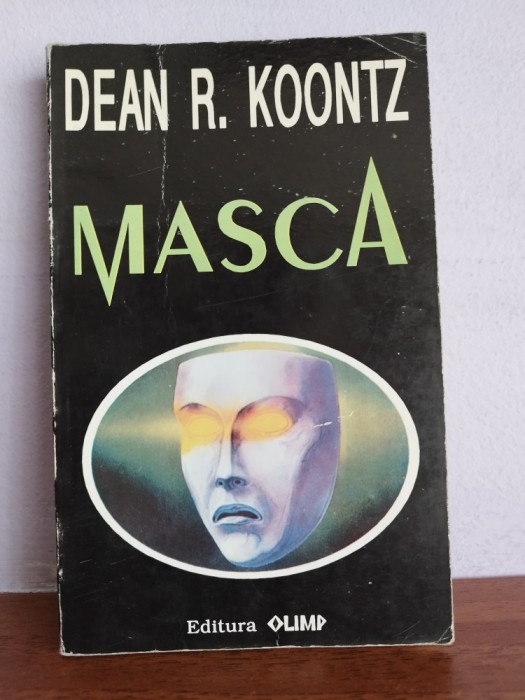 DEAN R. KOONTZ
MASCA
Editura OLIMP